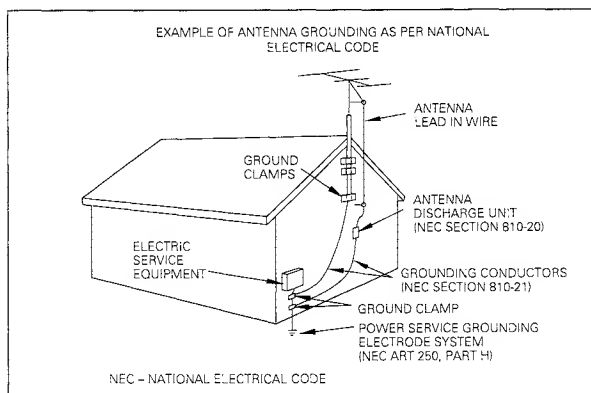 EXAMPLE OF ANTENNA GROUNDING AS PER NATIONAL
ELECTRICAL CODE
ANTENNA
LEAD IN WIRE
GROUND
CLAMPS
ANTENNA
DISCHARGE UNIT
(NEC SECTION 810-20)
ELECTRIC
SERVICE
EQUIPMENT
GROUNDING CONDUCTORS
(NEC SECTION 810-21)
GROUND CLAMP
POWER SERVICE GROUNDING
ELECTRODE SYSTEM
(NEC ART 250, PART H)
NEC – NATIONAL ELECTRICAL CODE